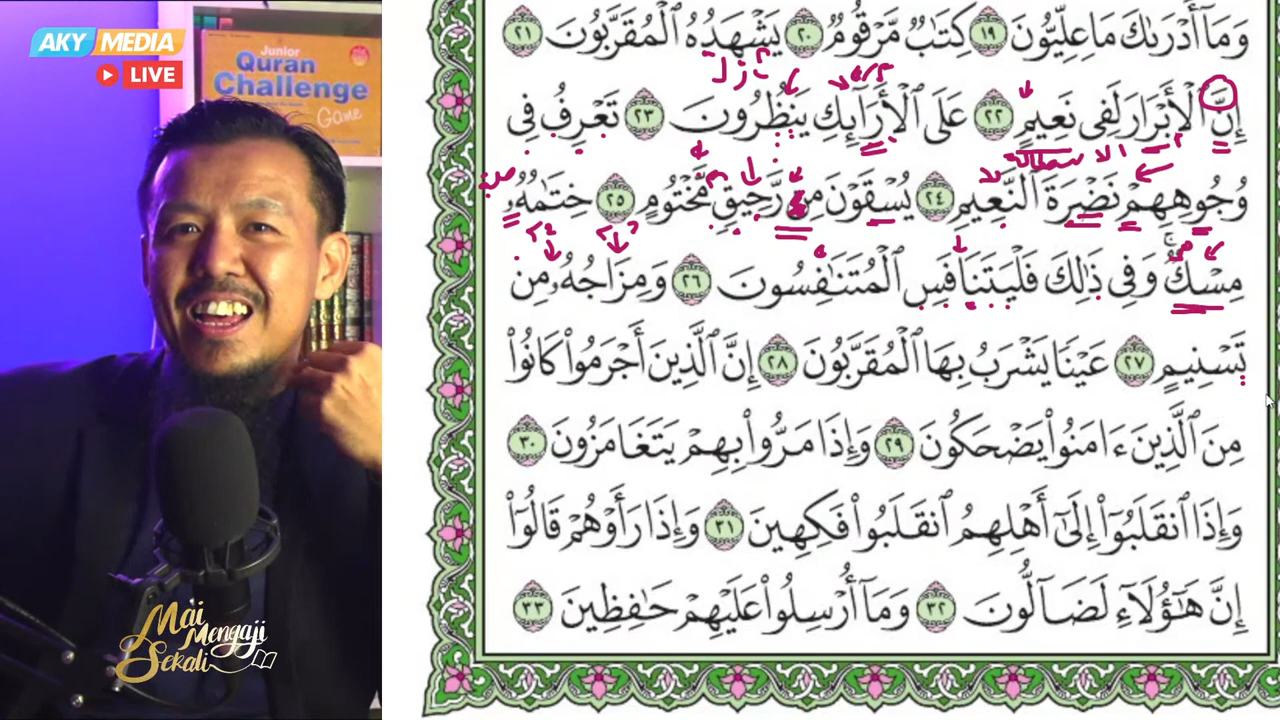 AKY MEDIA
LIVE
Junior
Quran
Challenge
Game
Mai
Mengaji
Sekali
وَمَآ أَدْرَىٰكَ مَا عِلِّيُّونَ ١٩ كِتَٰبٌ مَّرْقُومٌ ٢٠ يَشْهَدُهُ ٱلْمُقَرَّبُونَ ٢١
إِنَّ ٱلْأَبْرَارَ لَفِى نَعِيمٍ ٢٢ عَلَى ٱلْأَرَآئِكِ يَنظُرُونَ ٢٣ تَعْرِفُ فِى
وُجُوهِهِمْ نَضْرَةَ ٱلنَّعِيمِ ٢٤ يُسْقَوْنَ مِن رَّحِيقٍ مَّخْتُومٍ ٢٥ خِتَٰمُهُۥ
مِسْكٌ ۚ وَفِى ذَٰلِكَ فَلْيَتَنَافَسِ ٱلْمُتَنَٰفِسُونَ ٢٦ وَمِزَاجُهُۥ مِن
تَسْنِيمٍ ٢٧ عَيْنًا يَشْرَبُ بِهَا ٱلْمُقَرَّبُونَ ٢٨ إِنَّ ٱلَّذِينَ أَجْرَمُوا۟ كَانُوا۟
مِنَ ٱلَّذِينَ ءَامَنُوا۟ يَضْحَكُونَ ٢٩ وَإِذَا مَرُّوا۟ بِهِمْ يَتَغَامَزُونَ ٣٠
وَإِذَا ٱنقَلَبُوٓا۟ إِلَىٰٓ أَهْلِهِمُ ٱنقَلَبُوا۟ فَكِهِينَ ٣١ وَإِذَا رَأَوْهُمْ قَالُوٓا۟
إِنَّ هَٰٓؤُلَآءِ لَضَآلُّونَ ٣٢ وَمَآ أُرْسِلُوا۟ عَلَيْهِمْ حَٰفِظِينَ ٣٣